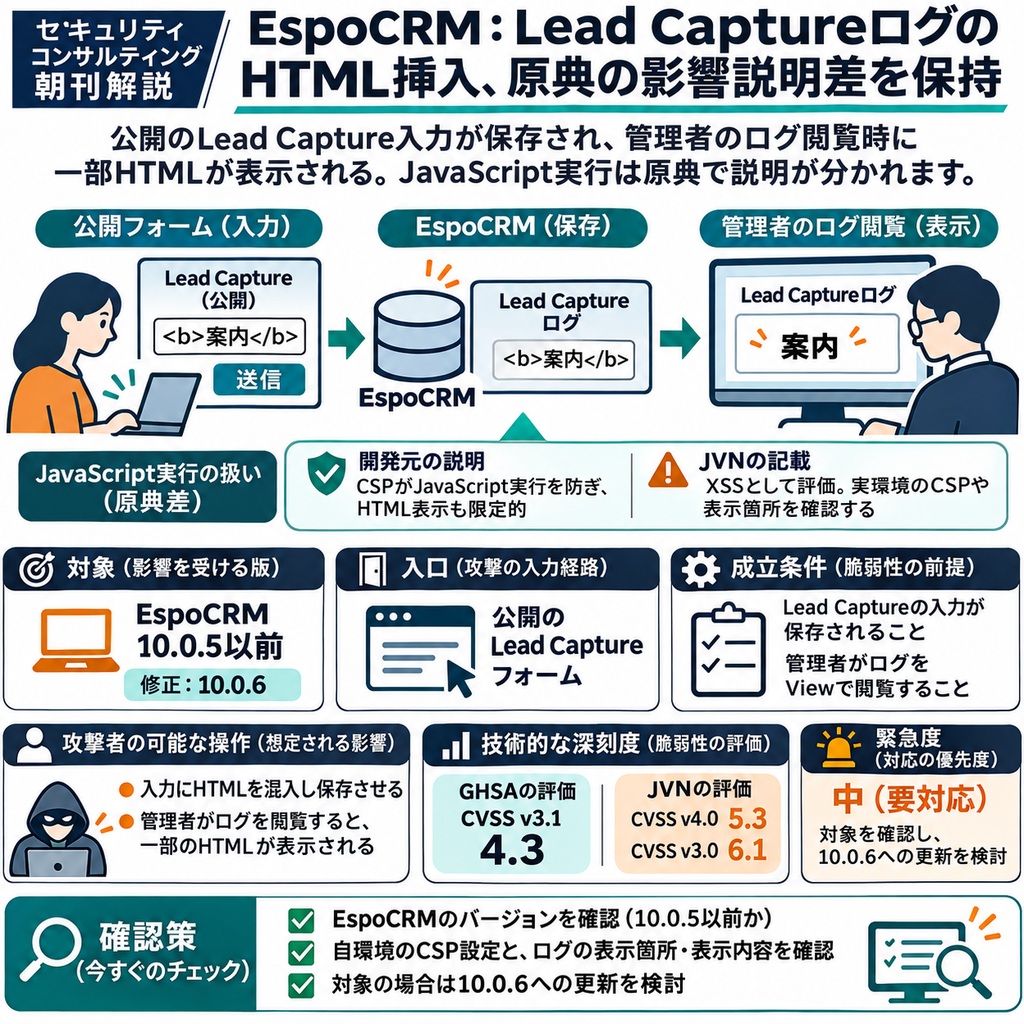 セキュリティ
コンサルティング
朝刊解説
EspoCRM：Lead Captureログの
HTML挿入、原典の影響説明差を保持
公開のLead Capture入力が保存され、管理者のログ閲覧時に
一部HTMLが表示される。JavaScript実行は原典で説明が分かれます。
公開フォーム（入力）
Lead Capture
（公開）
<b>案内</b>
送信
EspoCRM（保存）
EspoCRM
Lead Capture
ログ
<b>案内</b>
管理者のログ閲覧（表示）
Lead Captureログ
案内
JavaScript実行の扱い
（原典差）
開発元の説明
CSPがJavaScript実行を防ぎ、
HTML表示も限定的
JVNの記載
XSSとして評価。実環境のCSPや
表示箇所を確認する
対象（影響を受ける版）
EspoCRM
10.0.5以前
修正：10.0.6
入口（攻撃の入力経路）
公開の
Lead Capture
フォーム
成立条件（脆弱性の前提）
Lead Captureの入力が
保存されること
管理者がログを
Viewで閲覧すること
攻撃者の可能な操作（想定される影響）
入力にHTMLを混入し保存させる
管理者がログを閲覧すると、
一部のHTMLが表示される
技術的な深刻度（脆弱性の評価）
GHSAの評価
CVSS v3.1
4.3
JVNの評価
CVSS v4.0 5.3
CVSS v3.0 6.1
緊急度
（対応の優先度）
中（要対応）
対象を確認し、
10.0.6への更新を検討
確認策
（今すぐのチェック）
EspoCRMのバージョンを確認（10.0.5以前か）
自環境のCSP設定と、ログの表示箇所・表示内容を確認
対象の場合は10.0.6への更新を検討